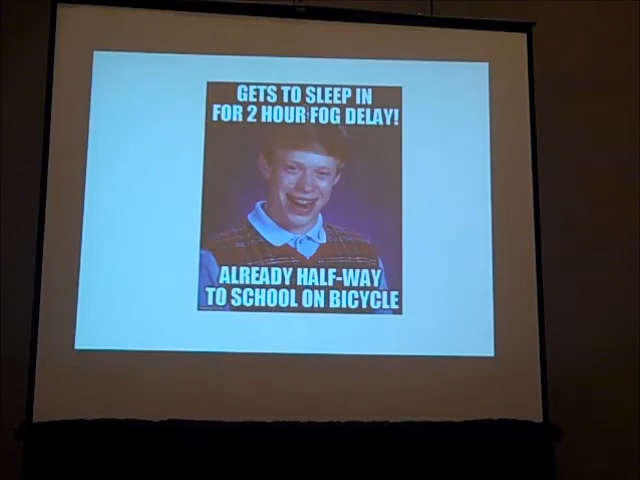 GETS TO SLEEP IN
FOR 2 HOUR FOG DELAY!
ALREADY HALF-WAY
TO SCHOOL ON BICYCLE